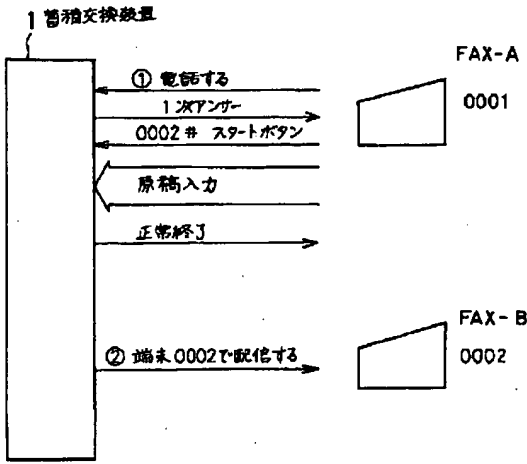 1 蓄積交換装置
FAX-A
① 電話する
0001
1次アンサー
0002# スタートボタン
原稿入力
正常終了
FAX-B
② 端末0002で配信する
0002